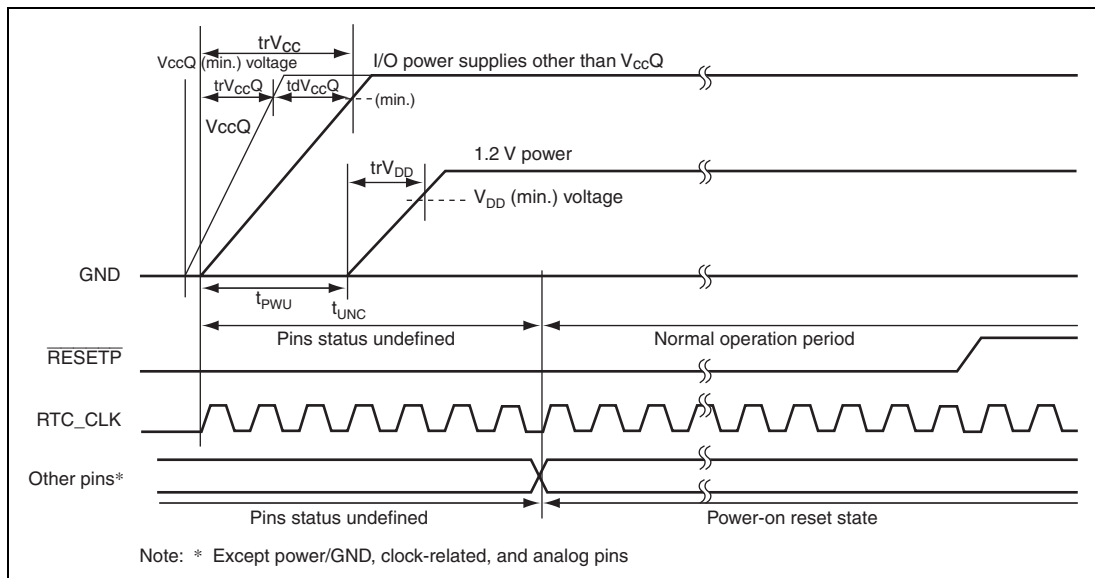 trVCC
VccQ (min.) voltage
I/O power supplies other than VccQ
trVccQ
tdVccQ
(min.)
VccQ
1.2 V power
trVDD
VDD (min.) voltage
GND
tPWU
tUNC
Pins status undefined
Normal operation period
RESETP
RTC_CLK
Other pins*
Pins status undefined
Power-on reset state
Note: * Except power/GND, clock-related, and analog pins